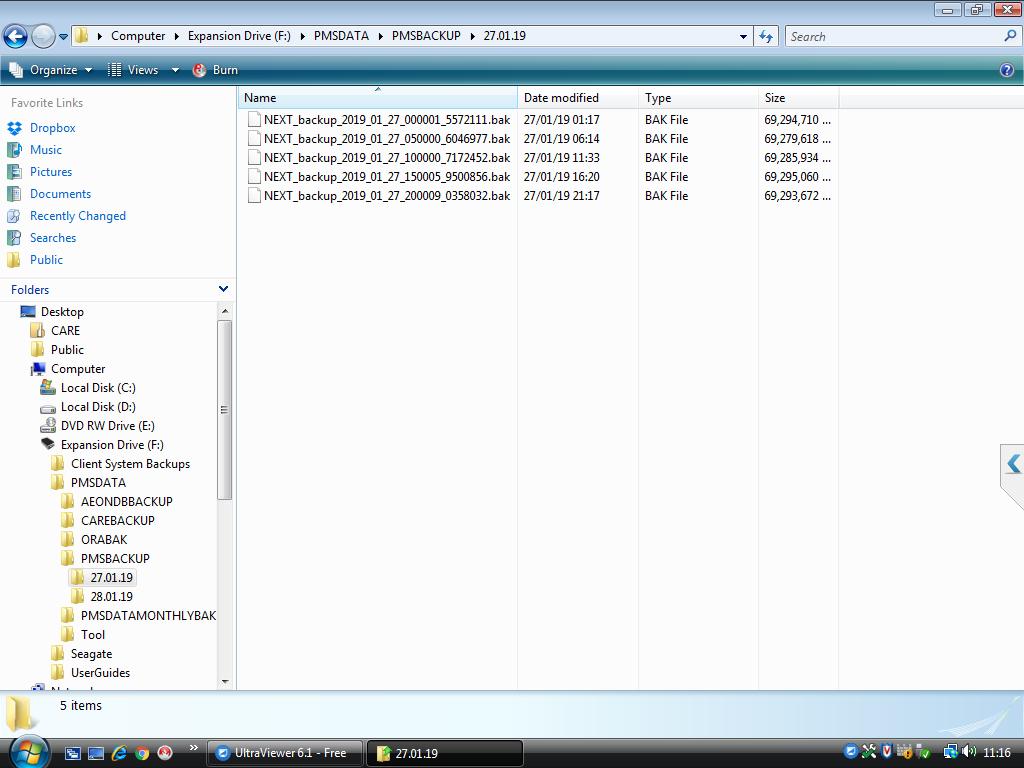 Computer Expansion Drive (F:) PMSDATA PMSBACKUP 27.01.19 Search
Organize Views Burn
Favorite Links
Dropbox
Music
Pictures
Documents
Recently Changed
Searches
Public
Folders
Desktop
CARE
Public
Computer
Local Disk (C:)
Local Disk (D:)
DVD RW Drive (E:)
Expansion Drive (F:)
Client System Backups
PMSDATA
AEONDBBACKUP
CAREBACKUP
ORABAK
PMSBACKUP
27.01.19
28.01.19
PMSDATAMONTHLYBAK
Tool
Seagate
UserGuides
Name Date modified Type Size
NEXT_backup_2019_01_27_000001_5572111.bak 27/01/19 01:17 BAK File 69,294,710 ...
NEXT_backup_2019_01_27_050000_6046977.bak 27/01/19 06:14 BAK File 69,279,618 ...
NEXT_backup_2019_01_27_100000_7172452.bak 27/01/19 11:33 BAK File 69,285,934 ...
NEXT_backup_2019_01_27_150005_9500856.bak 27/01/19 16:20 BAK File 69,295,060 ...
NEXT_backup_2019_01_27_200009_0358032.bak 27/01/19 21:17 BAK File 69,293,672 ...
5 items
UltraViewer 6.1 - Free 27.01.19 11:16